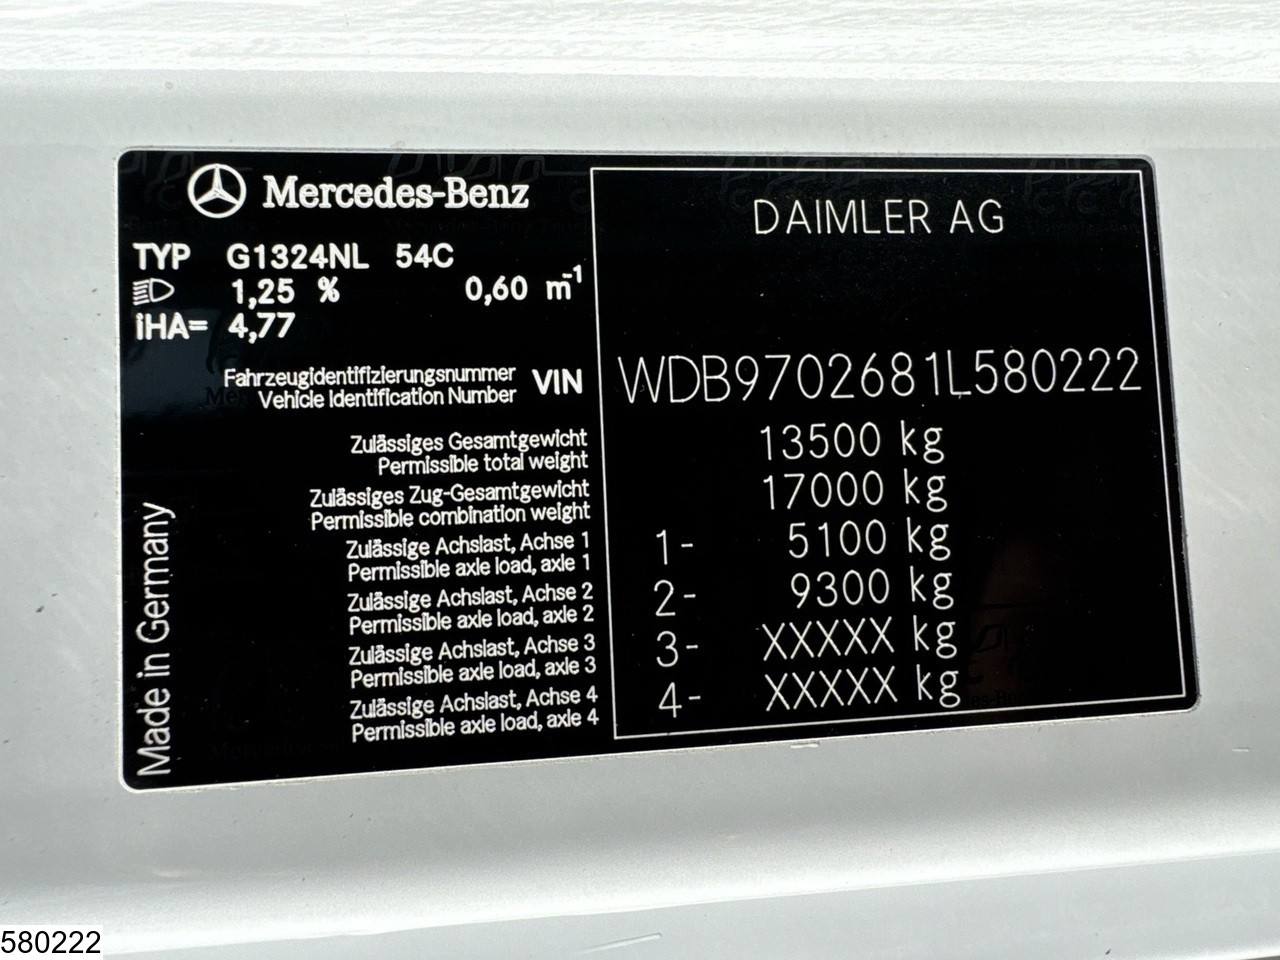 Mercedes-Benz
DAIMLER AG
TYP G1324NL 54C
1,25 % 0,60 m⁻¹
iHA= 4,77
Fahrzeugidentifizierungsnummer
Vehicle Identification Number
VIN WDB9702681L580222
Zulässiges Gesamtgewicht
Permissible total weight
13500 kg
Zulässiges Zug-Gesamtgewicht
Permissible combination weight
17000 kg
Zulässige Achslast, Achse 1
Permissible axle load, axle 1
1- 5100 kg
Zulässige Achslast, Achse 2
Permissible axle load, axle 2
2- 9300 kg
Zulässige Achslast, Achse 3
Permissible axle load, axle 3
3- XXXXX kg
Zulässige Achslast, Achse 4
Permissible axle load, axle 4
4- XXXXX kg
Made in Germany
580222